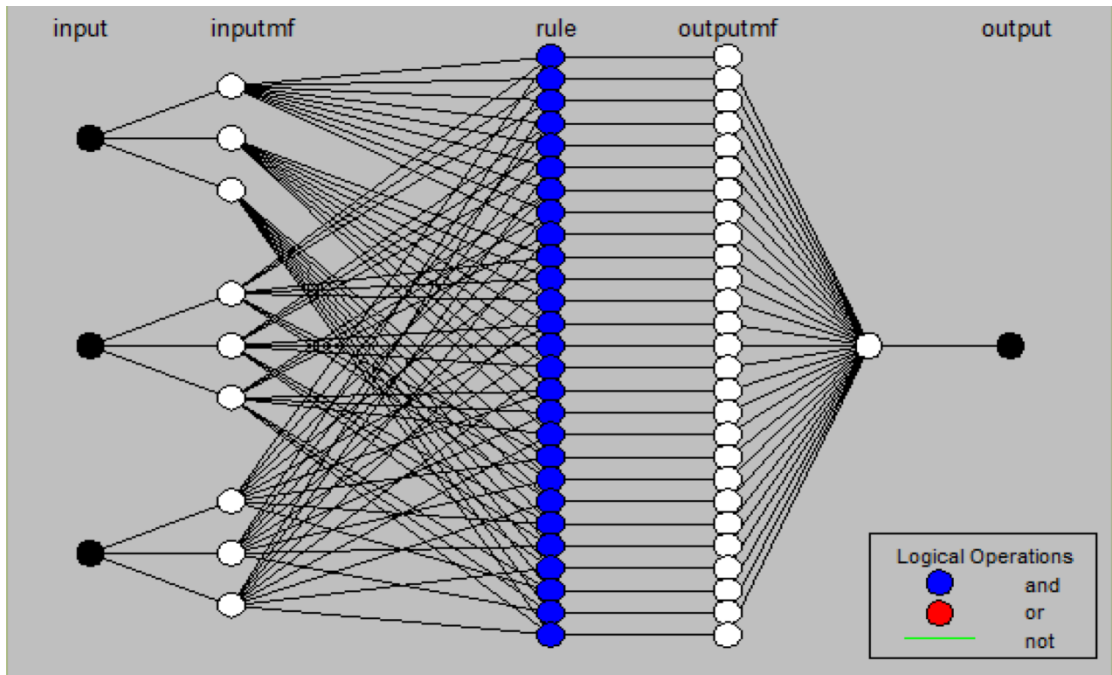 input inputmf rule outputmf output
Logical Operations
and
or
not